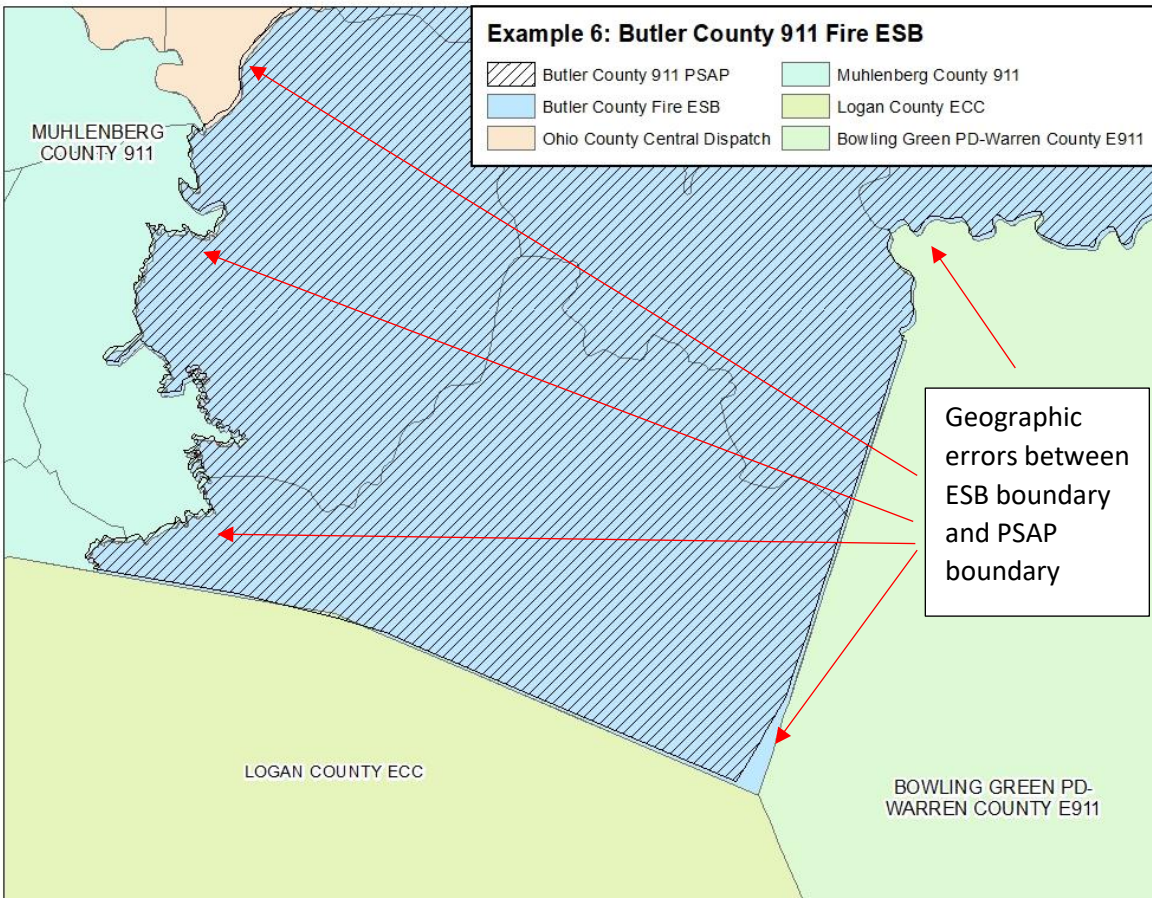 Example 6: Butler County 911 Fire ESB
Butler County 911 PSAP
Muhlenberg County 911
Butler County Fire ESB
Logan County ECC
Ohio County Central Dispatch
Bowling Green PD-Warren County E911
MUHLENBERG
COUNTY 911
Geographic
errors between
ESB boundary
and PSAP
boundary
LOGAN COUNTY ECC
BOWLING GREEN PD-
WARREN COUNTY E911